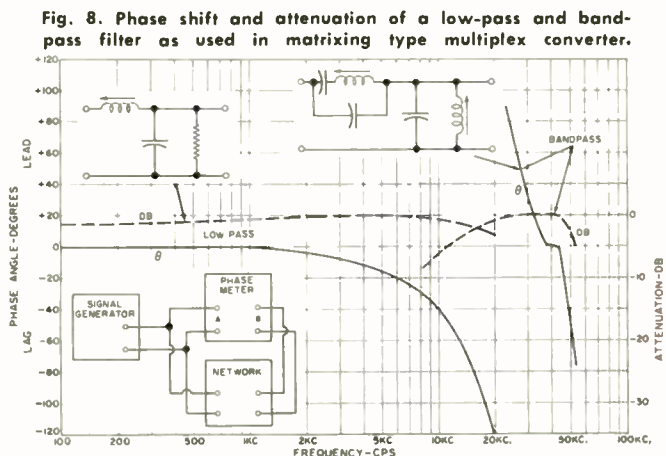 Fig. 8. Phase shift and attenuation of a low-pass and band-
pass filter as used in matrixing type multiplex converter.
+120
+100
+80
+60
+40
+20
0
-20
-40
-60
-80
-100
-120
LEAD
PHASE ANGLE-DEGREES
LAG
DB
LOW PASS
θ
BANDPASS
θ
DB
SIGNAL
GENERATOR
PHASE
METER
A
B
NETWORK
0
-10
-20
-30
ATTENUATION-DB
100
200
500
1KC
2KC
5KC
10KC
20KC.
50KC.
100KC.
FREQUENCY-CPS